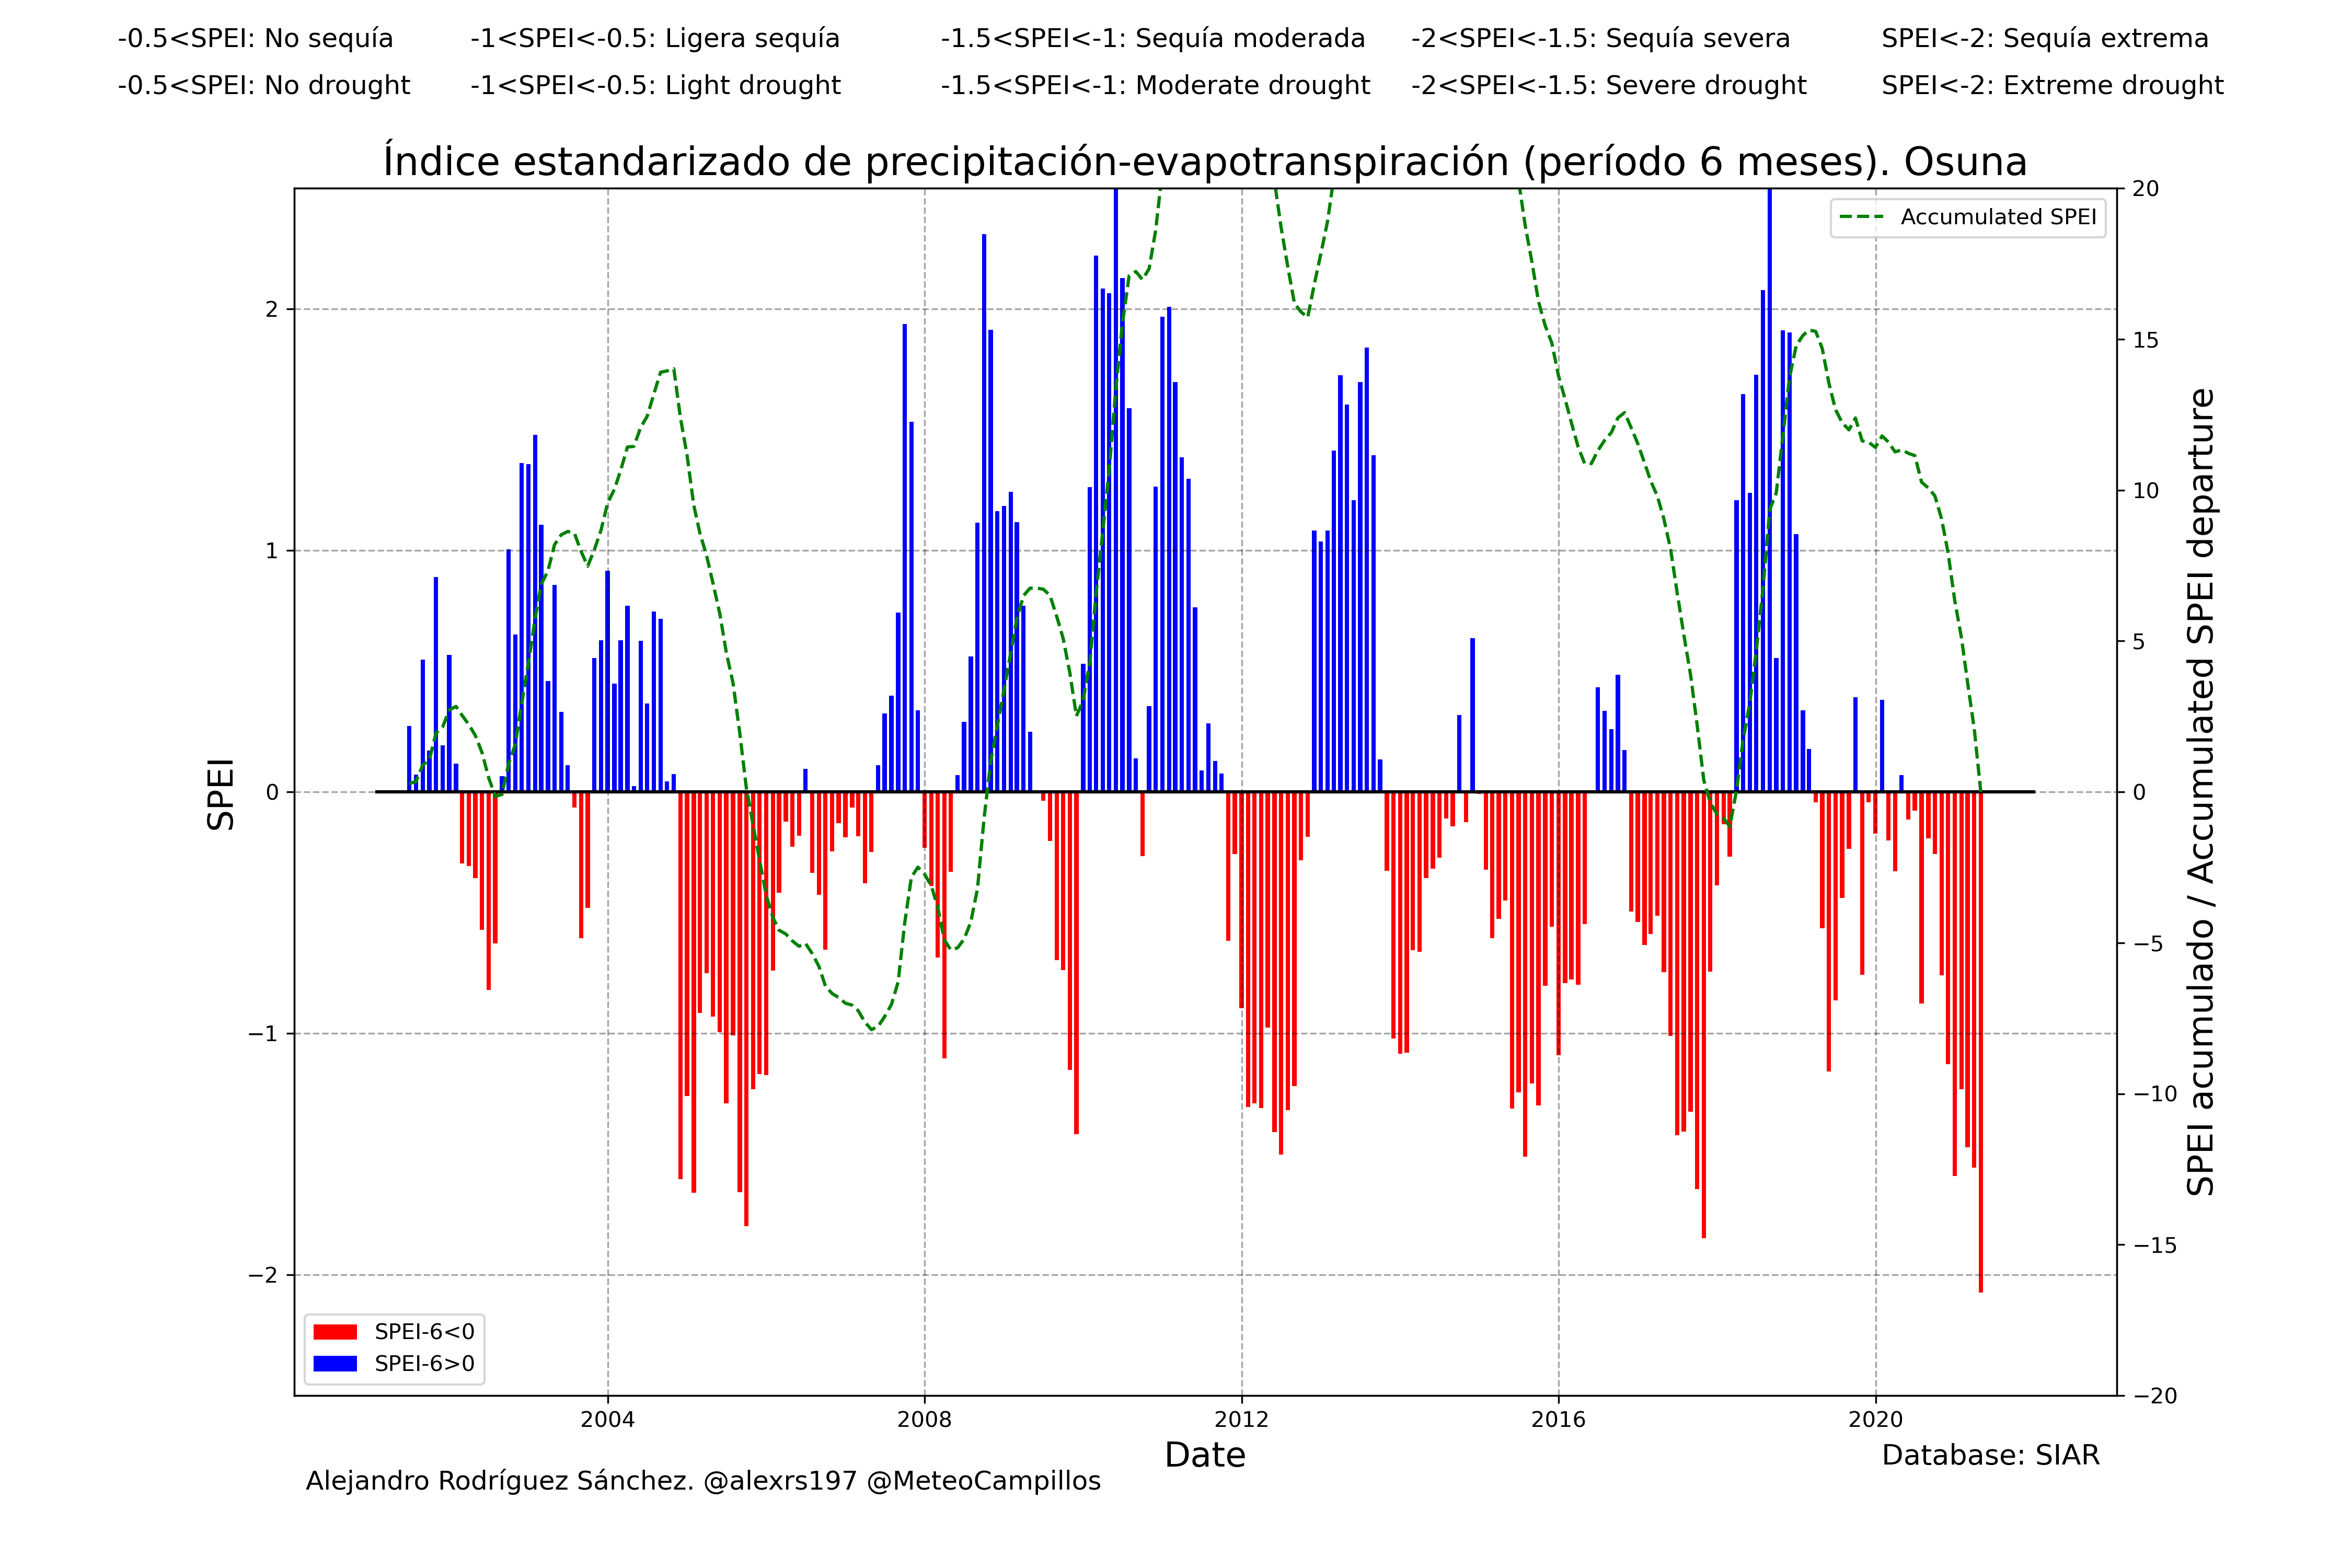 -0.5<SPEI: No sequía -1<SPEI<-0.5: Ligera sequía -1.5<SPEI<-1: Sequía moderada -2<SPEI<-1.5: Sequía severa SPEI<-2: Sequía extrema
-0.5<SPEI: No drought -1<SPEI<-0.5: Light drought -1.5<SPEI<-1: Moderate drought -2<SPEI<-1.5: Severe drought SPEI<-2: Extreme drought
Índice estandarizado de precipitación-evapotranspiración (período 6 meses). Osuna
Accumulated SPEI
SPEI
2
1
0
−1
−2
20
15
10
5
0
−5
−10
−15
−20
SPEI acumulado / Accumulated SPEI departure
SPEI-6<0
SPEI-6>0
2004 2008 2012 2016 2020
Date
Database: SIAR
Alejandro Rodríguez Sánchez. @alexrs197 @MeteoCampillos